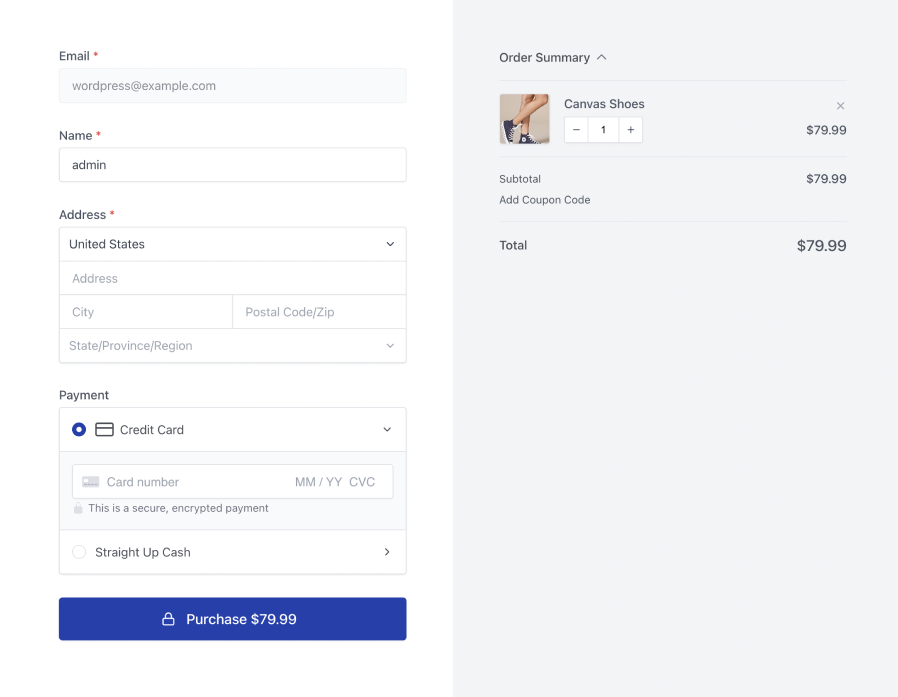 Email *
wordpress@example.com
Name *
admin
Address *
United States
Address
City
Postal Code/Zip
State/Province/Region
Payment
Credit Card
Card number MM / YY CVC
This is a secure, encrypted payment
Straight Up Cash
Purchase $79.99
Order Summary
Canvas Shoes
− 1 +
$79.99
Subtotal $79.99
Add Coupon Code
Total $79.99